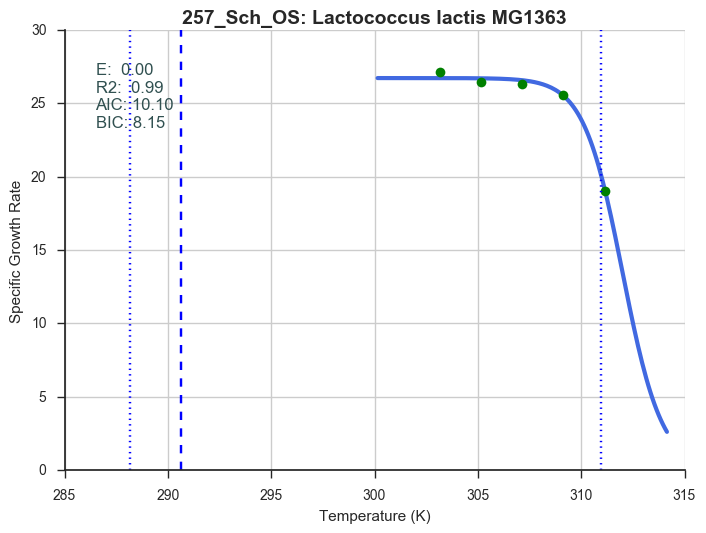 257_Sch_OS: Lactococcus lactis MG1363
30
25
20
15
10
5
0
E: 0.00
R2: 0.99
AIC: 10.10
BIC: 8.15
Specific Growth Rate
285 290 295 300 305 310 315
Temperature (K)